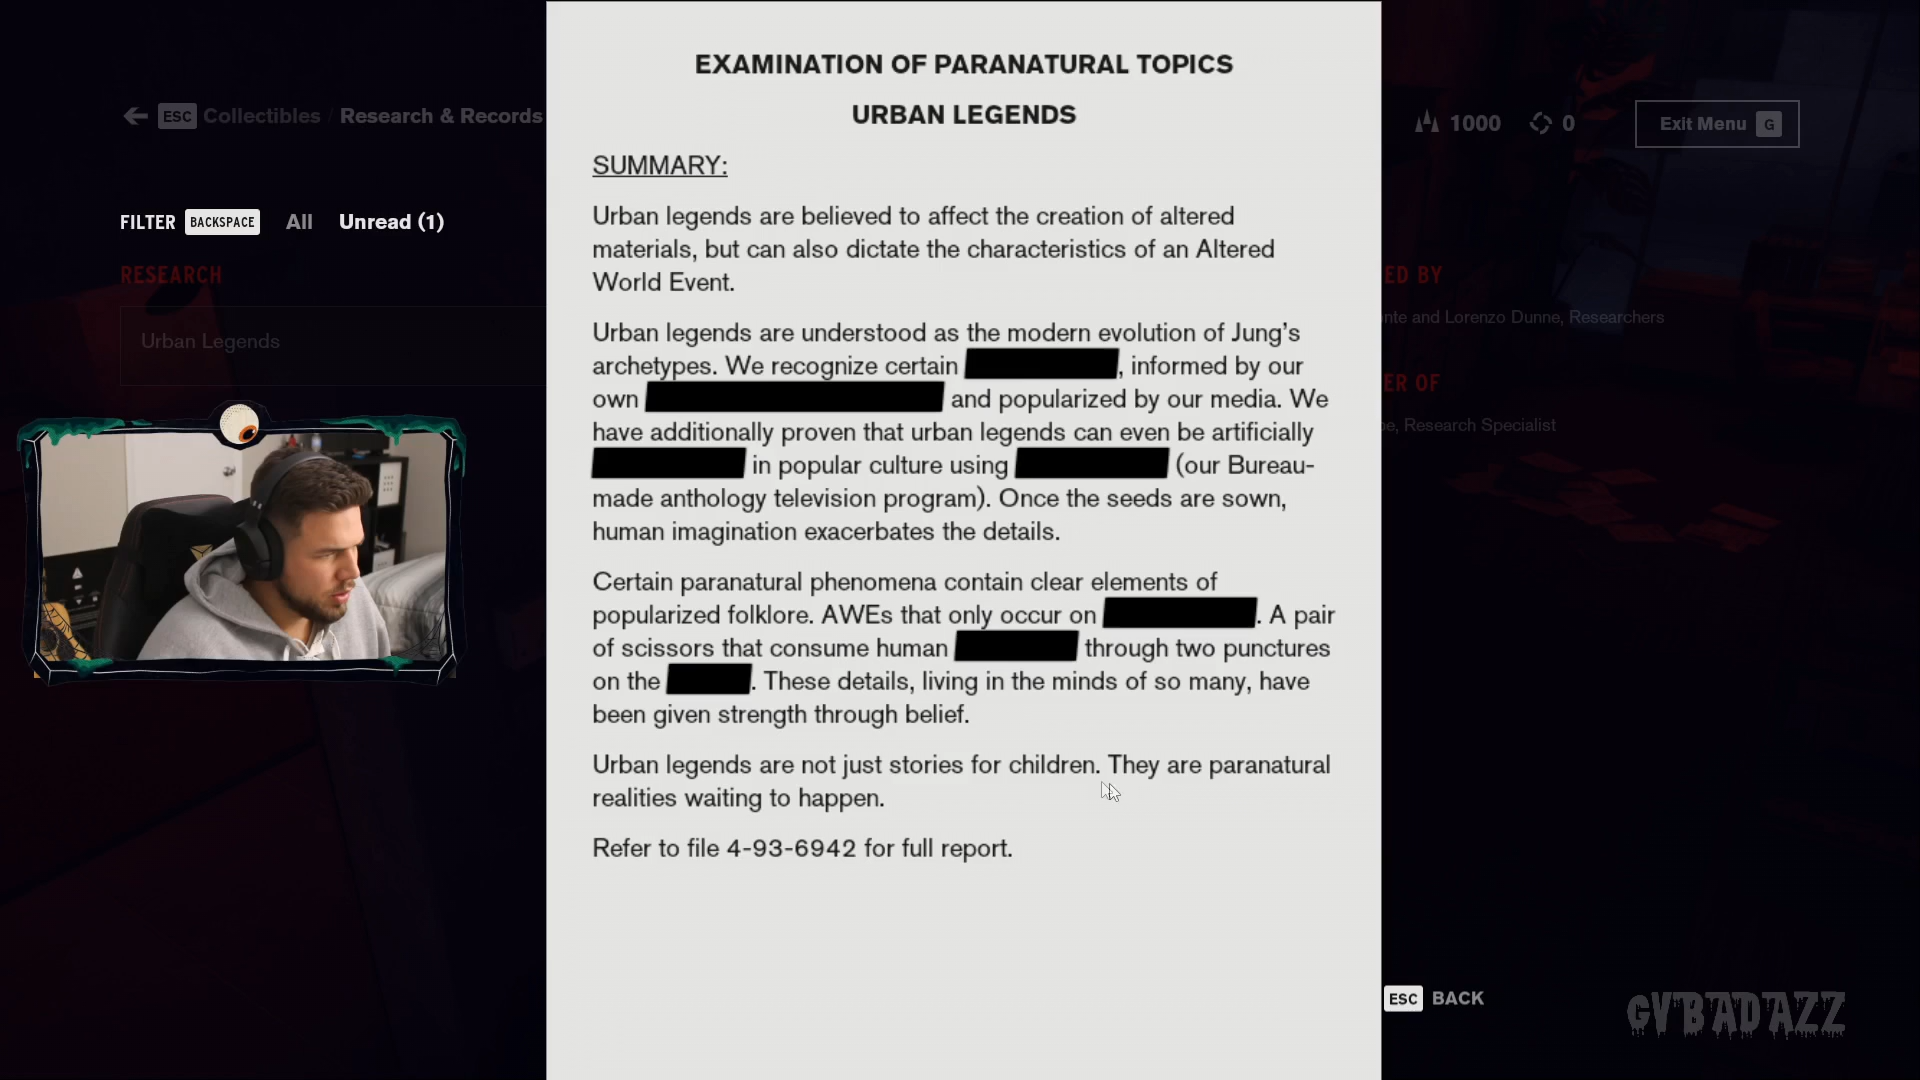 EXAMINATION OF PARANATURAL TOPICS
URBAN LEGENDS
ESC Collectibles / Research & Records
1000
0
Exit Menu G
SUMMARY:
FILTER BACKSPACE All Unread (1)
Urban legends are believed to affect the creation of altered
materials, but can also dictate the characteristics of an Altered
World Event.
RESEARCH
Urban Legends
Urban legends are understood as the modern evolution of Jung's
archetypes. We recognize certain , informed by our
own and popularized by our media. We
have additionally proven that urban legends can even be artificially
in popular culture using (our Bureau-
made anthology television program). Once the seeds are sown,
human imagination exacerbates the details.
Certain paranatural phenomena contain clear elements of
popularized folklore. AWEs that only occur on . A pair
of scissors that consume human through two punctures
on the . These details, living in the minds of so many, have
been given strength through belief.
Urban legends are not just stories for children. They are paranatural
realities waiting to happen.
Refer to file 4-93-6942 for full report.
ED BY
nte and Lorenzo Dunne, Researchers
ER OF
e, Research Specialist
ESC BACK
GVBADAZZ